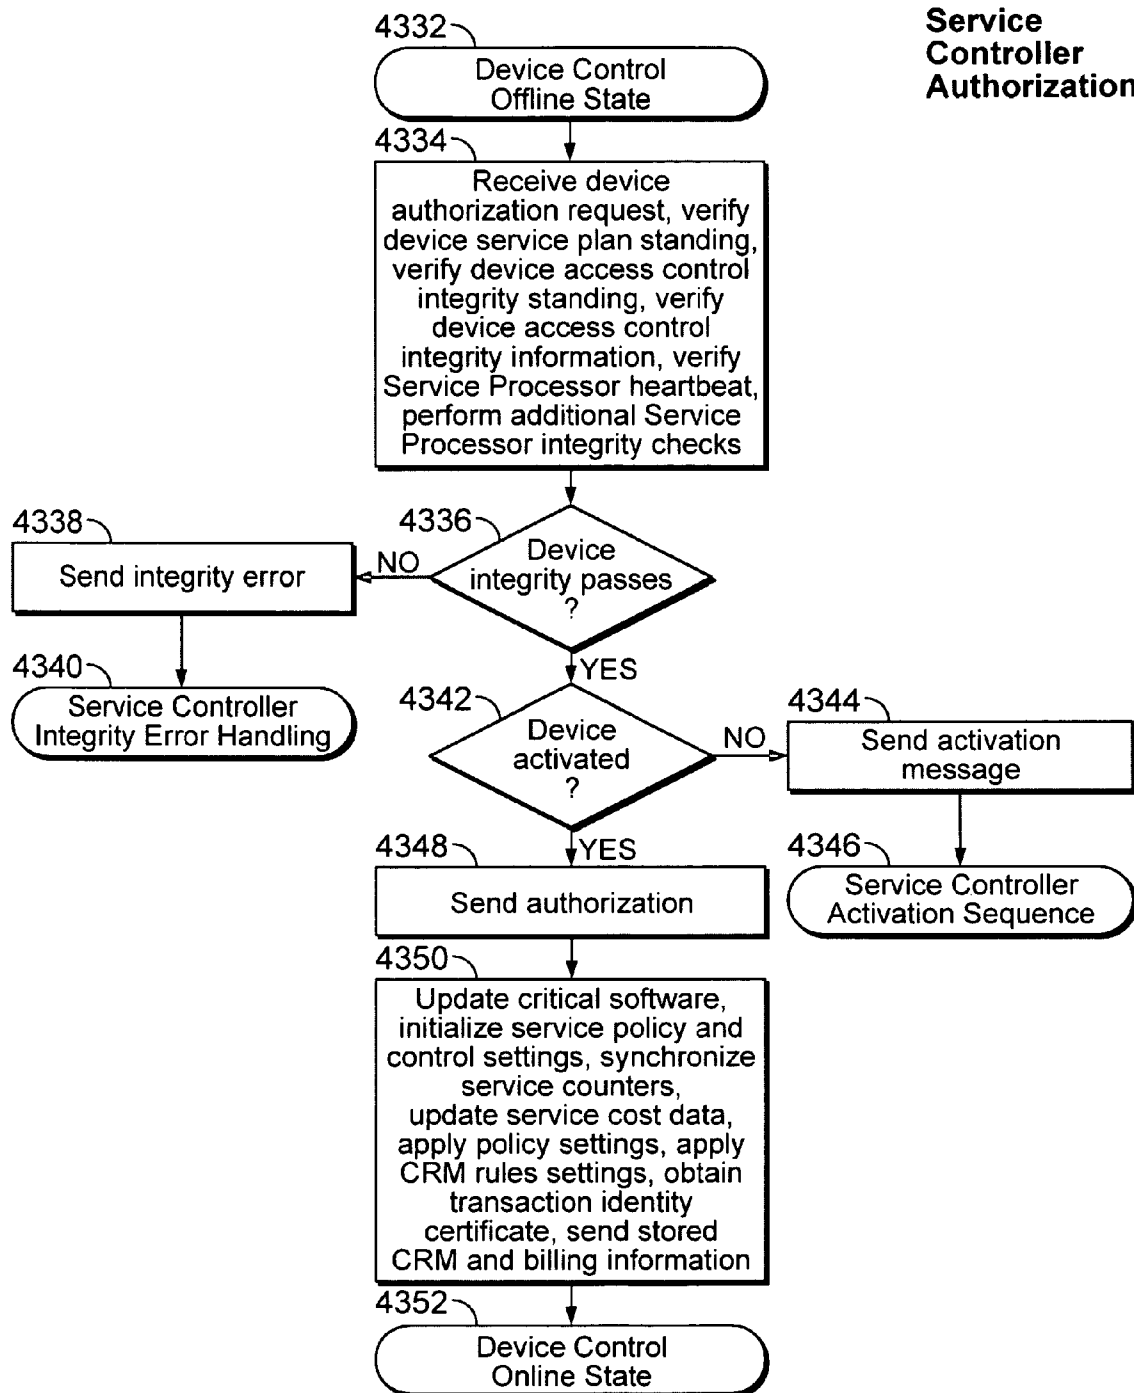 Service
Controller
Authorization
4332
Device Control
Offline State
4334
Receive device
authorization request, verify
device service plan standing,
verify device access control
integrity standing, verify
device access control
integrity information, verify
Service Processor heartbeat,
perform additional Service
Processor integrity checks
4336
Device
integrity passes
?
NO
4338
Send integrity error
4340
Service Controller
Integrity Error Handling
YES
4342
Device
activated
?
NO
4344
Send activation
message
4346
Service Controller
Activation Sequence
YES
4348
Send authorization
4350
Update critical software,
initialize service policy and
control settings, synchronize
service counters,
update service cost data,
apply policy settings, apply
CRM rules settings, obtain
transaction identity
certificate, send stored
CRM and billing information
4352
Device Control
Online State